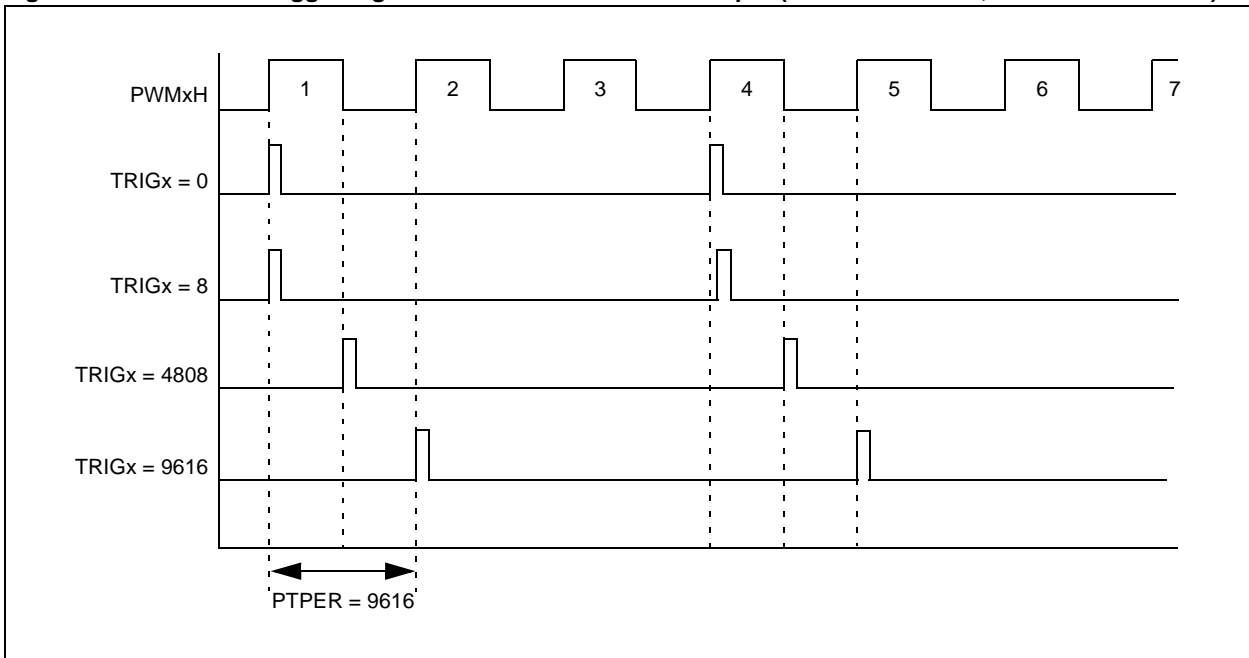 PWMxH
1 2 3 4 5 6 7
TRIGx = 0
TRIGx = 8
TRIGx = 4808
TRIGx = 9616
PTPER = 9616